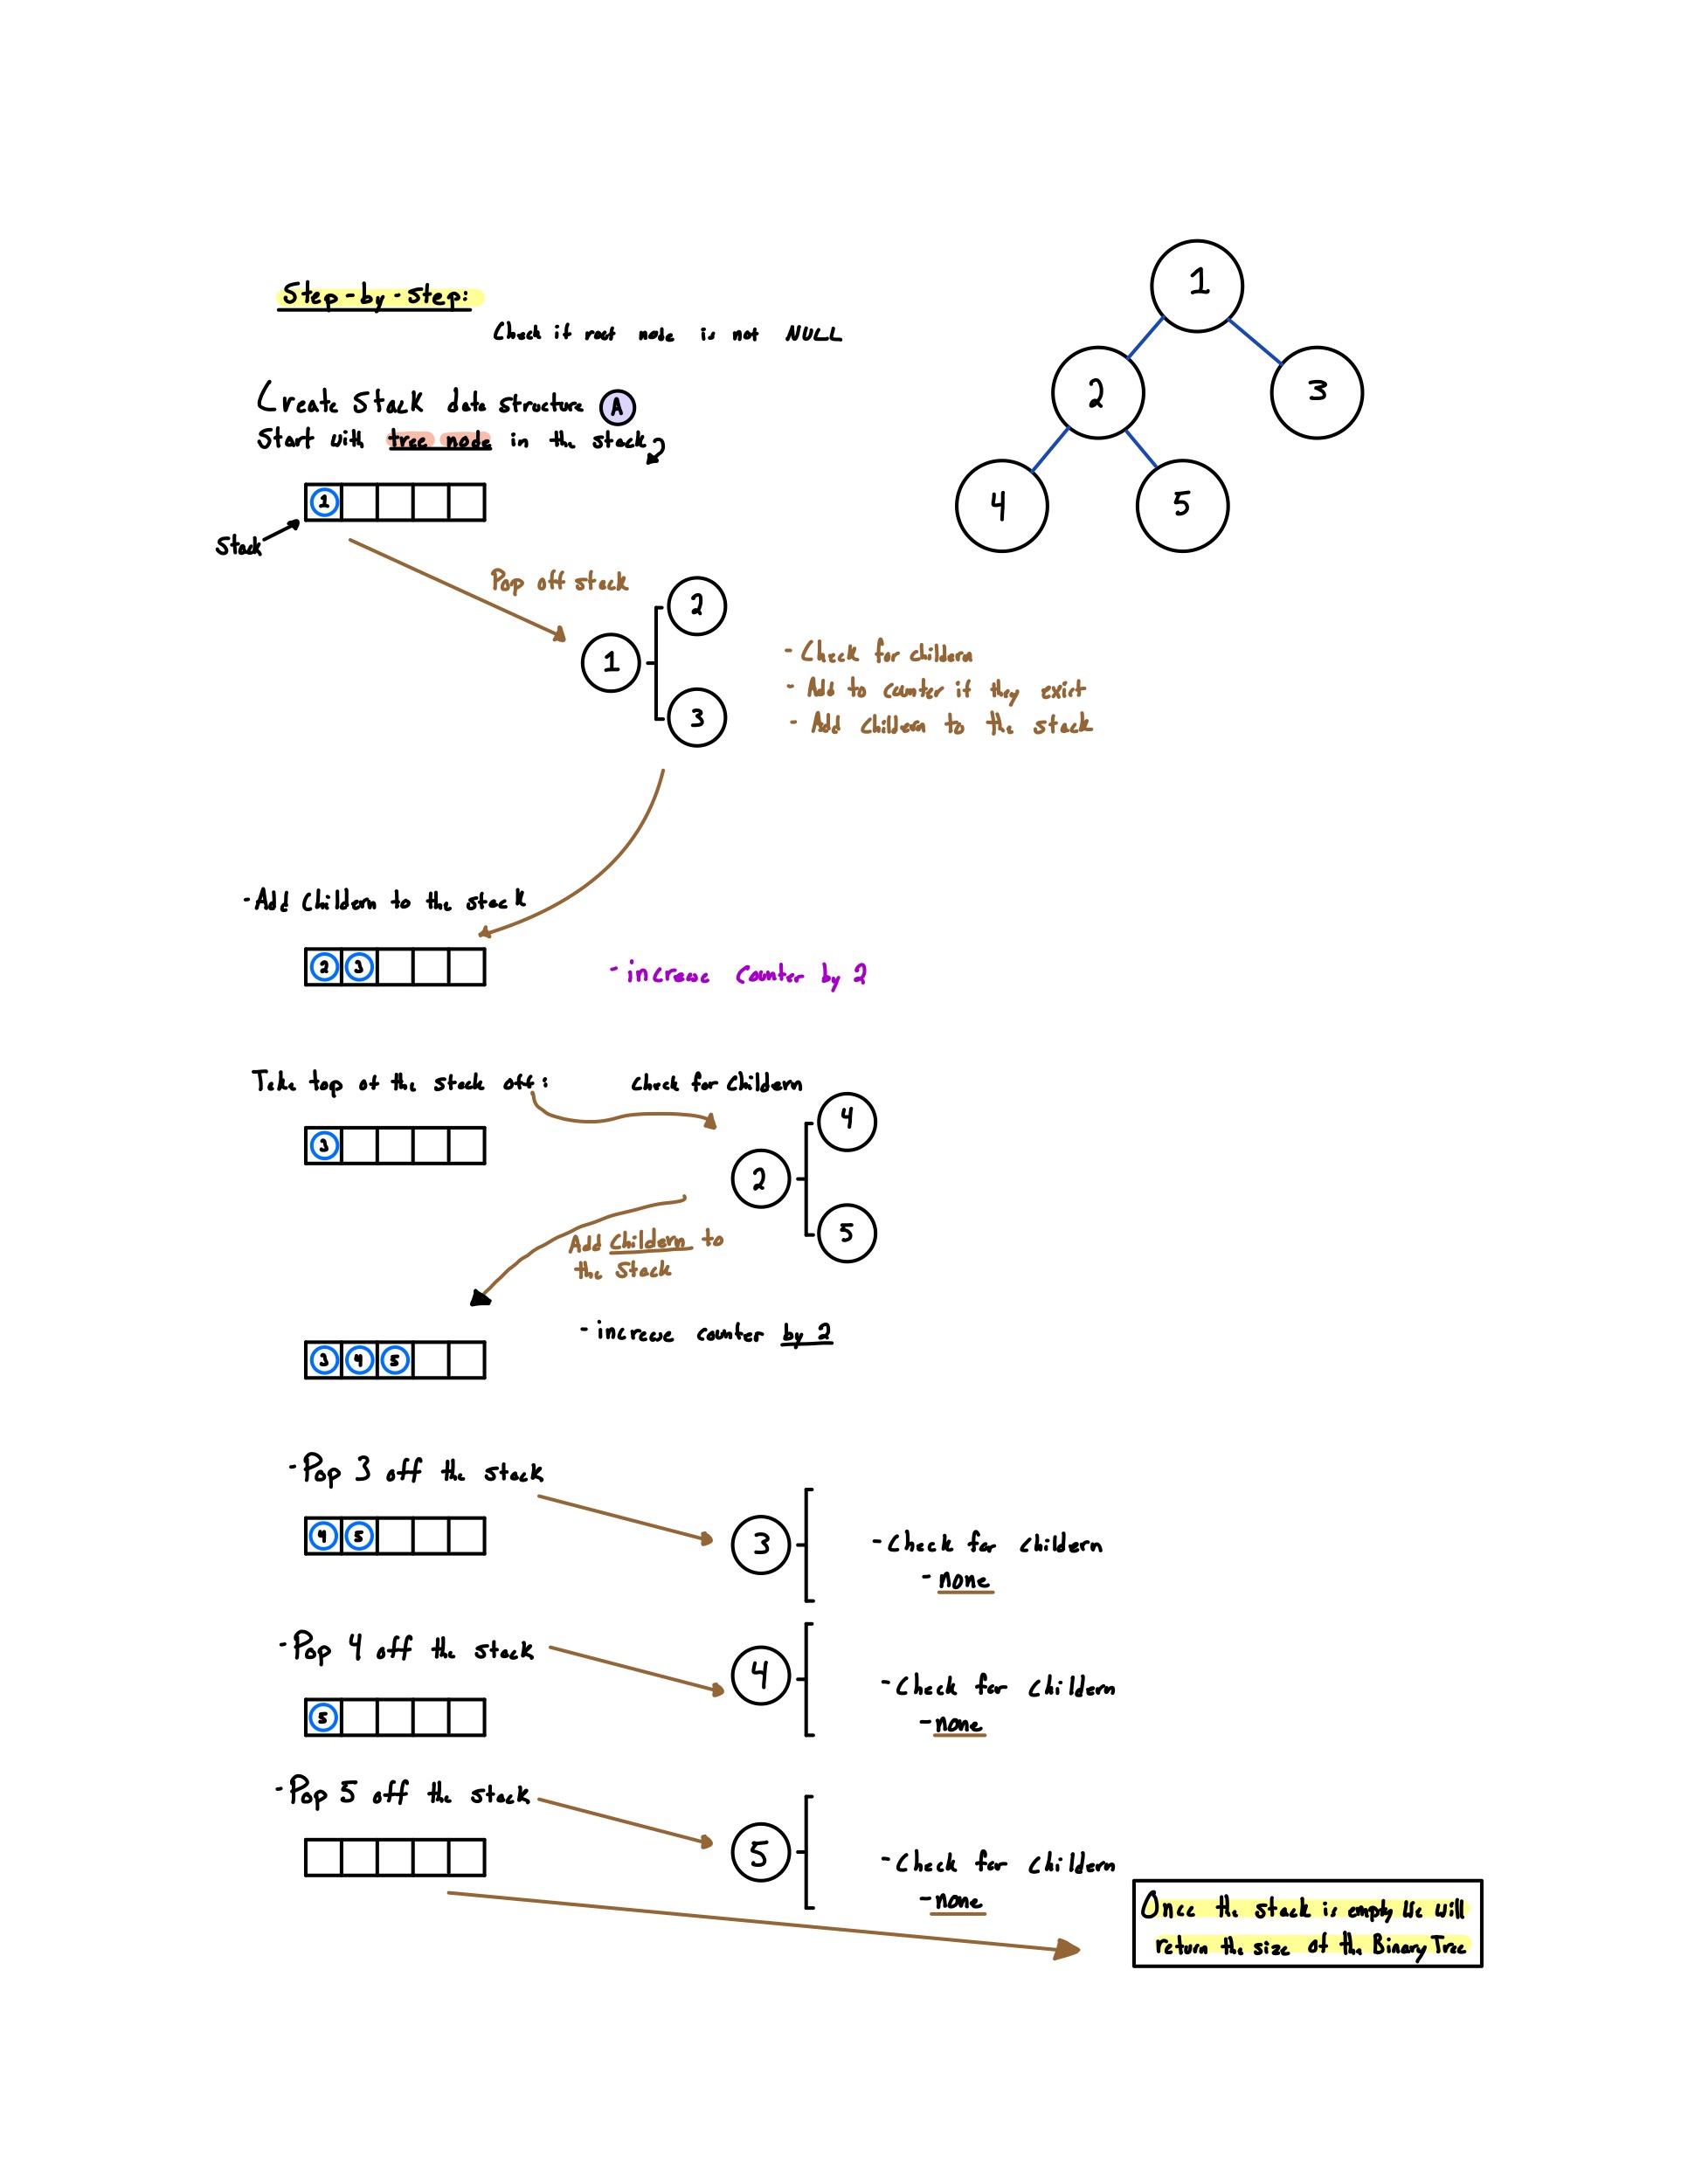 Step-by-step:
Check if root node is not NULL
Create Stack data structure A
Start with tree node in the stack
1
Stack
1
2
3
4
5
Pop off stack
2
1
3
- Check for childern
- Add to counter if they exist
- Add childern to the stack
- Add Childern to the stack
2 3
- increase counter by 2
Take top of the stack off: Check for Childern
3
4
2
5
Add Childern to
the Stack
- increase counter by 2
3 4 5
- Pop 3 off the stack
4 5
3
- Check for childern
- none
- Pop 4 off the stack
5
4
- Check for childern
- none
- Pop 5 off the stack
5
- Check for childern
- none
Once the stack is empty We will
return the size of the Binary Tree